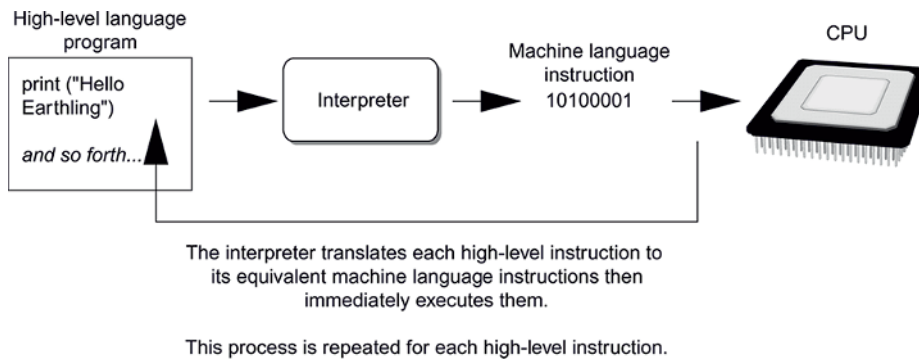 High-level language
program
print ("Hello
Earthling")
and so forth...
Interpreter
Machine language
instruction
10100001
CPU
The interpreter translates each high-level instruction to
its equivalent machine language instructions then
immediately executes them.
This process is repeated for each high-level instruction.